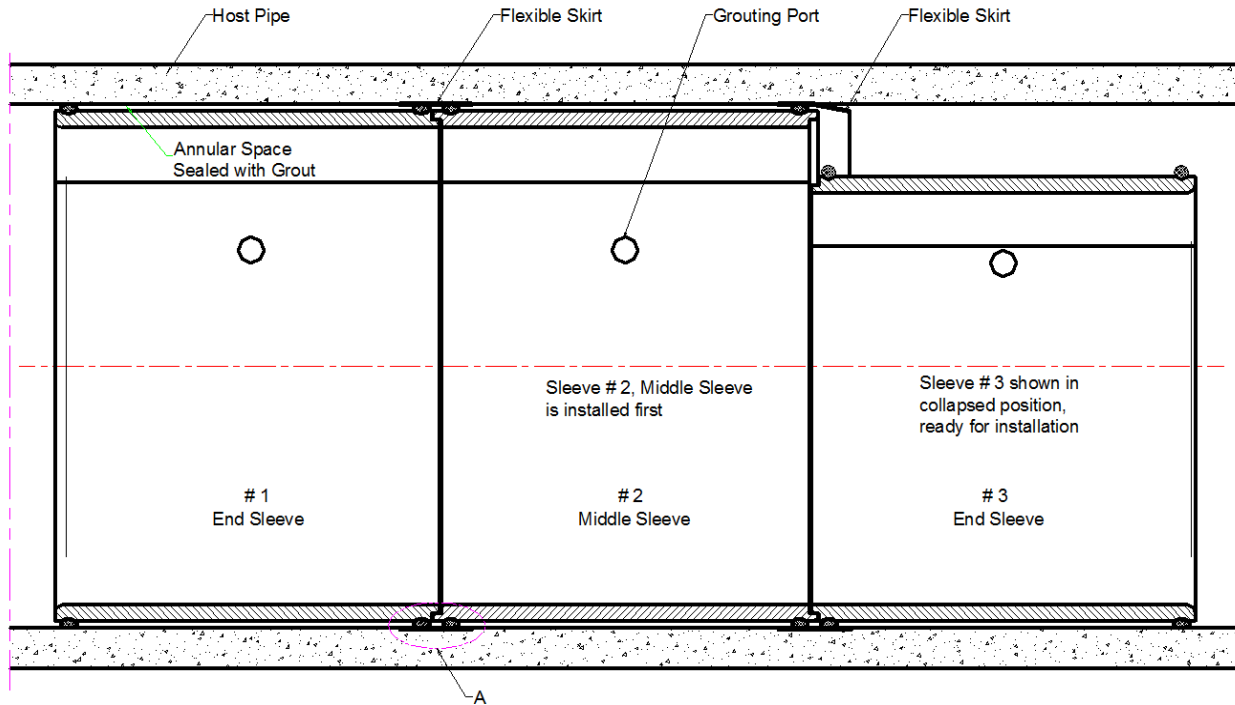 Host Pipe
Flexible Skirt
Grouting Port
Flexible Skirt
Annular Space
Sealed with Grout
Sleeve # 2, Middle Sleeve
is installed first
Sleeve # 3 shown in
collapsed position,
ready for installation
# 1
End Sleeve
# 2
Middle Sleeve
# 3
End Sleeve
A